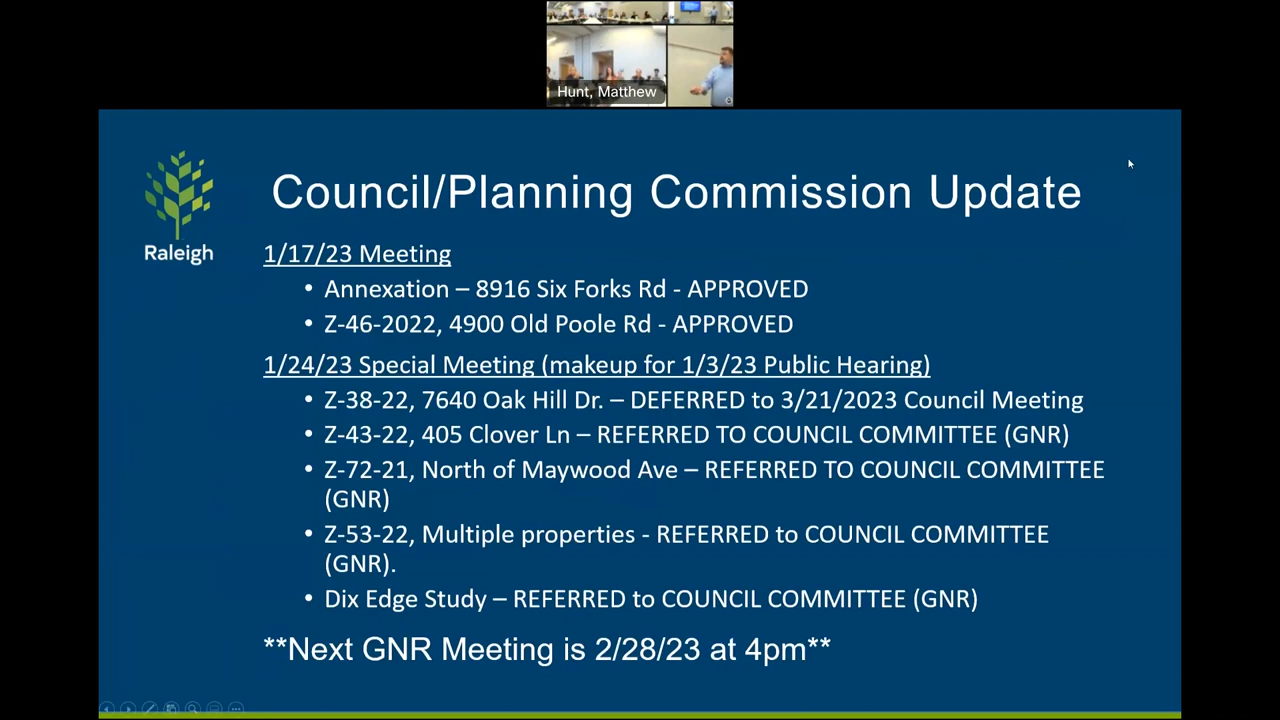 Hunt, Matthew
Raleigh
Council/Planning Commission Update
1/17/23 Meeting
• Annexation – 8916 Six Forks Rd - APPROVED
• Z-46-2022, 4900 Old Poole Rd - APPROVED
1/24/23 Special Meeting (makeup for 1/3/23 Public Hearing)
• Z-38-22, 7640 Oak Hill Dr. – DEFERRED to 3/21/2023 Council Meeting
• Z-43-22, 405 Clover Ln – REFERRED TO COUNCIL COMMITTEE (GNR)
• Z-72-21, North of Maywood Ave – REFERRED TO COUNCIL COMMITTEE
(GNR)
• Z-53-22, Multiple properties - REFERRED to COUNCIL COMMITTEE
(GNR).
• Dix Edge Study – REFERRED to COUNCIL COMMITTEE (GNR)
**Next GNR Meeting is 2/28/23 at 4pm**